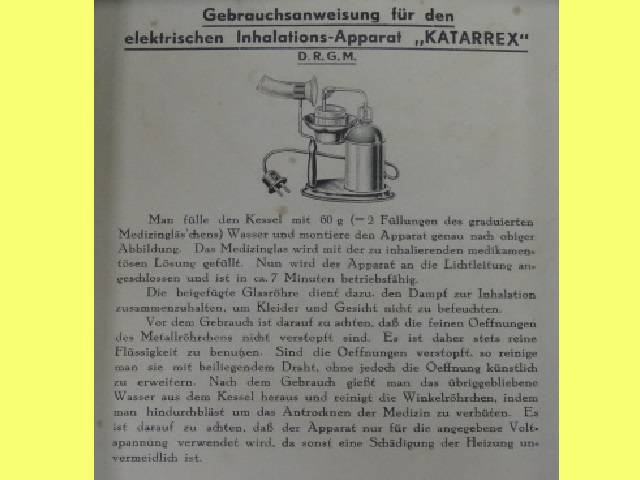 Gebrauchsanweisung für den
elektrischen Inhalations-Apparat „KATARREX"
D.R.G.M.
Man fülle den Kessel mit 60 g (= 2 Füllungen des graduierten
Medizingläschens) Wasser und montiere den Apparat genau nach obiger
Abbildung. Das Medizinglas wird mit der zu inhalierenden medikamen-
tösen Lösung gefüllt. Nun wird der Apparat an die Lichtleitung an-
geschlossen und ist in ca. 7 Minuten betriebsfähig.
Die beigefügte Glasröhre dient dazu, den Dampf zur Inhalation
zusammenzuhalten, um Kleider und Gesicht nicht zu befeuchten.
Vor dem Gebrauch ist darauf zu achten, daß die feinen Oeffnungen
des Metallröhrchens nicht verstopft sind. Es ist daher stets reine
Flüssigkeit zu benutzen. Sind die Oeffnungen verstopft, so reinige
man sie mit beiliegendem Draht, ohne jedoch die Oeffnung künstlich
zu erweitern. Nach dem Gebrauch gießt man das übriggebliebene
Wasser aus dem Kessel heraus und reinigt die Winkelröhrchen, indem
man hindurchbläst um das Antrocknen der Medizin zu verhüten. Es
ist darauf zu achten, daß der Apparat nur für die angegebene Volt-
spannung verwendet wird, da sonst eine Schädigung der Heizung un-
vermeidlich ist.